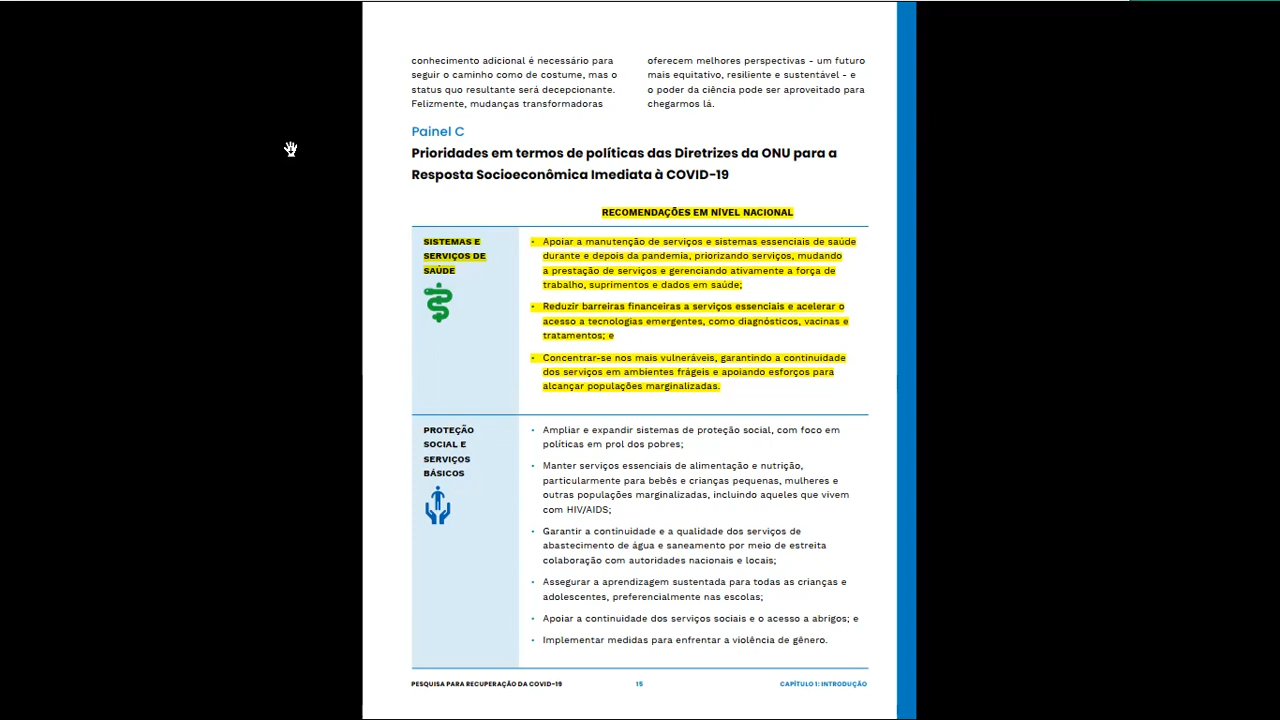 conhecimento adicional é necessário para
seguir o caminho como de costume, mas o
status quo resultante será decepcionante.
Felizmente, mudanças transformadoras
oferecem melhores perspectivas - um futuro
mais equitativo, resiliente e sustentável - e
o poder da ciência pode ser aproveitado para
chegarmos lá.
Painel C
Prioridades em termos de políticas das Diretrizes da ONU para a
Resposta Socioeconômica Imediata à COVID-19
RECOMENDAÇÕES EM NÍVEL NACIONAL
SISTEMAS E
SERVIÇOS DE
SAÚDE
• Apoiar a manutenção de serviços e sistemas essenciais de saúde
durante e depois da pandemia, priorizando serviços, mudando
a prestação de serviços e gerenciando ativamente a força de
trabalho, suprimentos e dados em saúde;
• Reduzir barreiras financeiras a serviços essenciais e acelerar o
acesso a tecnologias emergentes, como diagnósticos, vacinas e
tratamentos; e
• Concentrar-se nos mais vulneráveis, garantindo a continuidade
dos serviços em ambientes frágeis e apoiando esforços para
alcançar populações marginalizadas.
PROTEÇÃO
SOCIAL E
SERVIÇOS
BÁSICOS
• Ampliar e expandir sistemas de proteção social, com foco em
políticas em prol dos pobres;
• Manter serviços essenciais de alimentação e nutrição,
particularmente para bebês e crianças pequenas, mulheres e
outras populações marginalizadas, incluindo aqueles que vivem
com HIV/AIDS;
• Garantir a continuidade e a qualidade dos serviços de
abastecimento de água e saneamento por meio de estreita
colaboração com autoridades nacionais e locais;
• Assegurar a aprendizagem sustentada para todas as crianças e
adolescentes, preferencialmente nas escolas;
• Apoiar a continuidade dos serviços sociais e o acesso a abrigos; e
• Implementar medidas para enfrentar a violência de gênero.
PESQUISA PARA RECUPERAÇÃO DA COVID-19
15
CAPÍTULO 1: INTRODUÇÃO